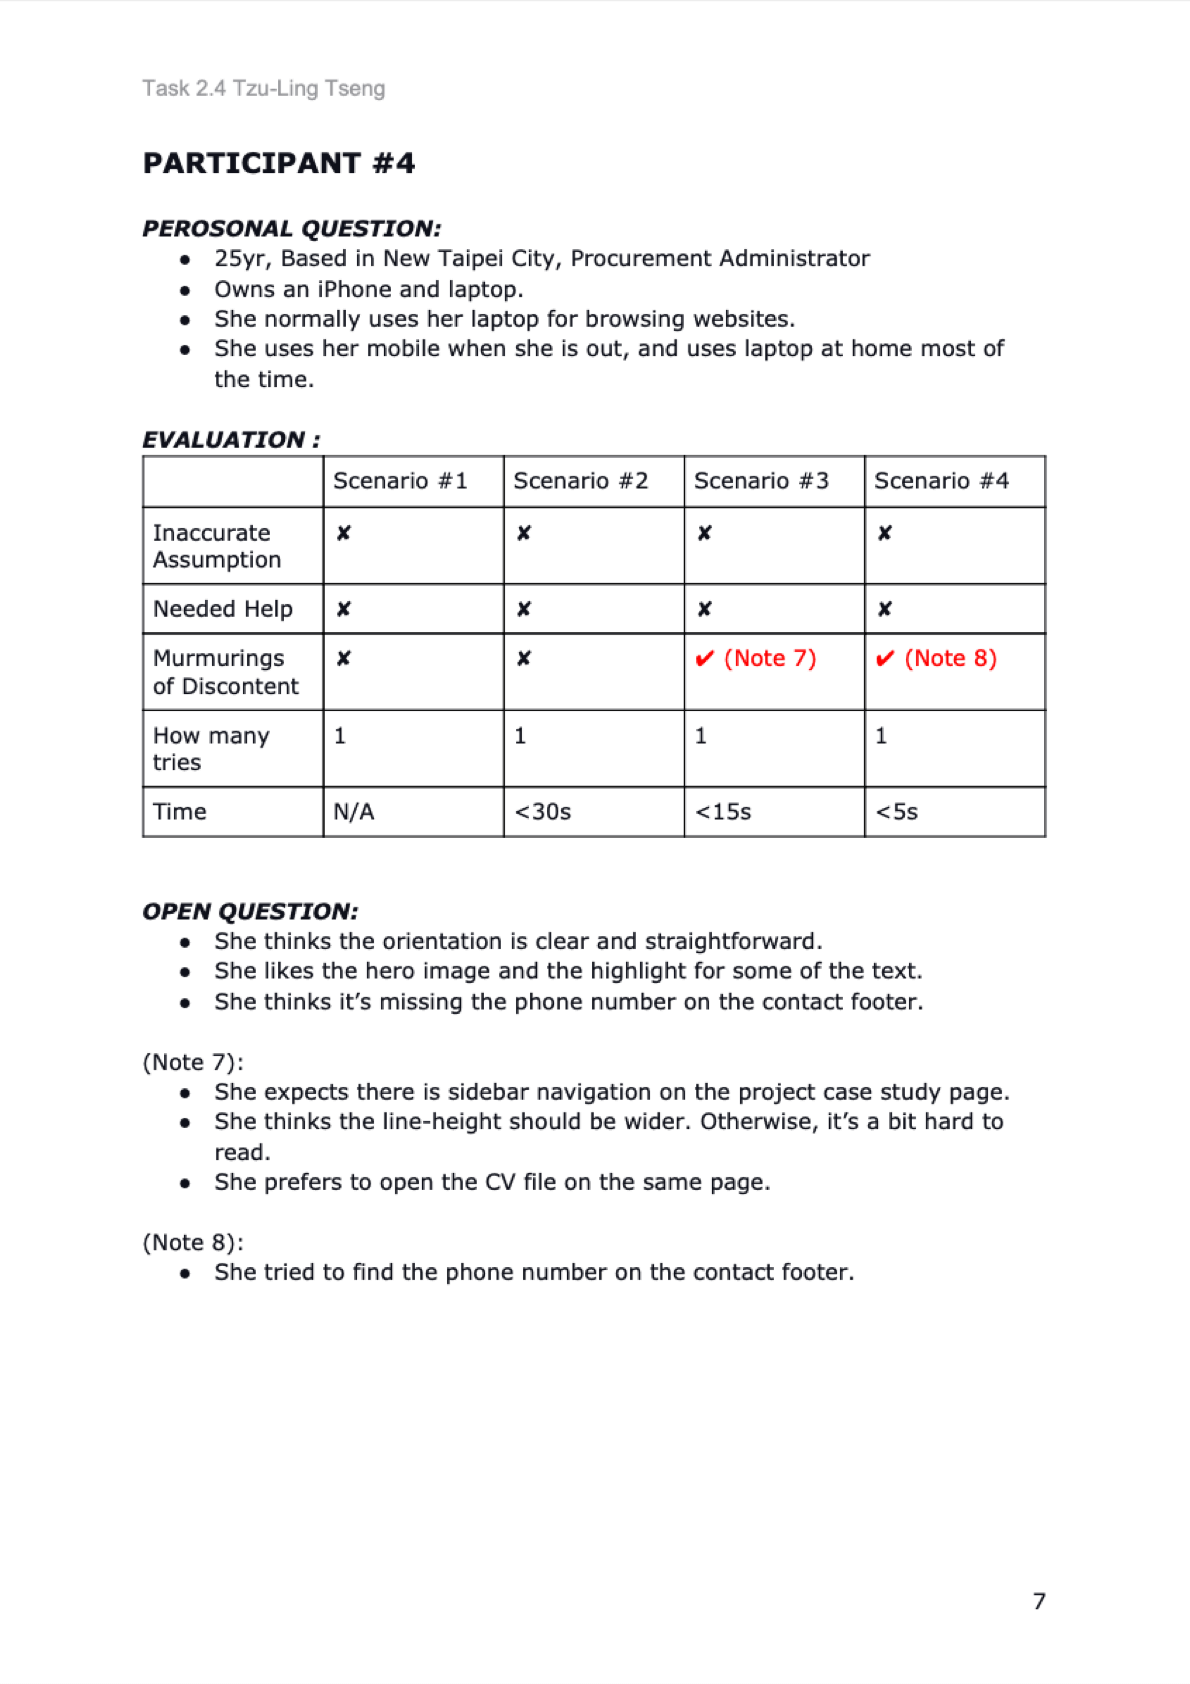 Task 2.4 Tzu-Ling Tseng
PARTICIPANT #4
PEROSONAL QUESTION:
● 25yr, Based in New Taipei City, Procurement Administrator
● Owns an iPhone and laptop.
● She normally uses her laptop for browsing websites.
● She uses her mobile when she is out, and uses laptop at home most of
the time.
EVALUATION :
Scenario #1 Scenario #2 Scenario #3 Scenario #4
Inaccurate
Assumption ✘ ✘ ✘ ✘
Needed Help ✘ ✘ ✘ ✘
Murmurings
of Discontent ✘ ✘ ✔ (Note 7) ✔ (Note 8)
How many
tries 1 1 1 1
Time N/A <30s <15s <5s
OPEN QUESTION:
● She thinks the orientation is clear and straightforward.
● She likes the hero image and the highlight for some of the text.
● She thinks it’s missing the phone number on the contact footer.
(Note 7):
● She expects there is sidebar navigation on the project case study page.
● She thinks the line-height should be wider. Otherwise, it’s a bit hard to
read.
● She prefers to open the CV file on the same page.
(Note 8):
● She tried to find the phone number on the contact footer.
7